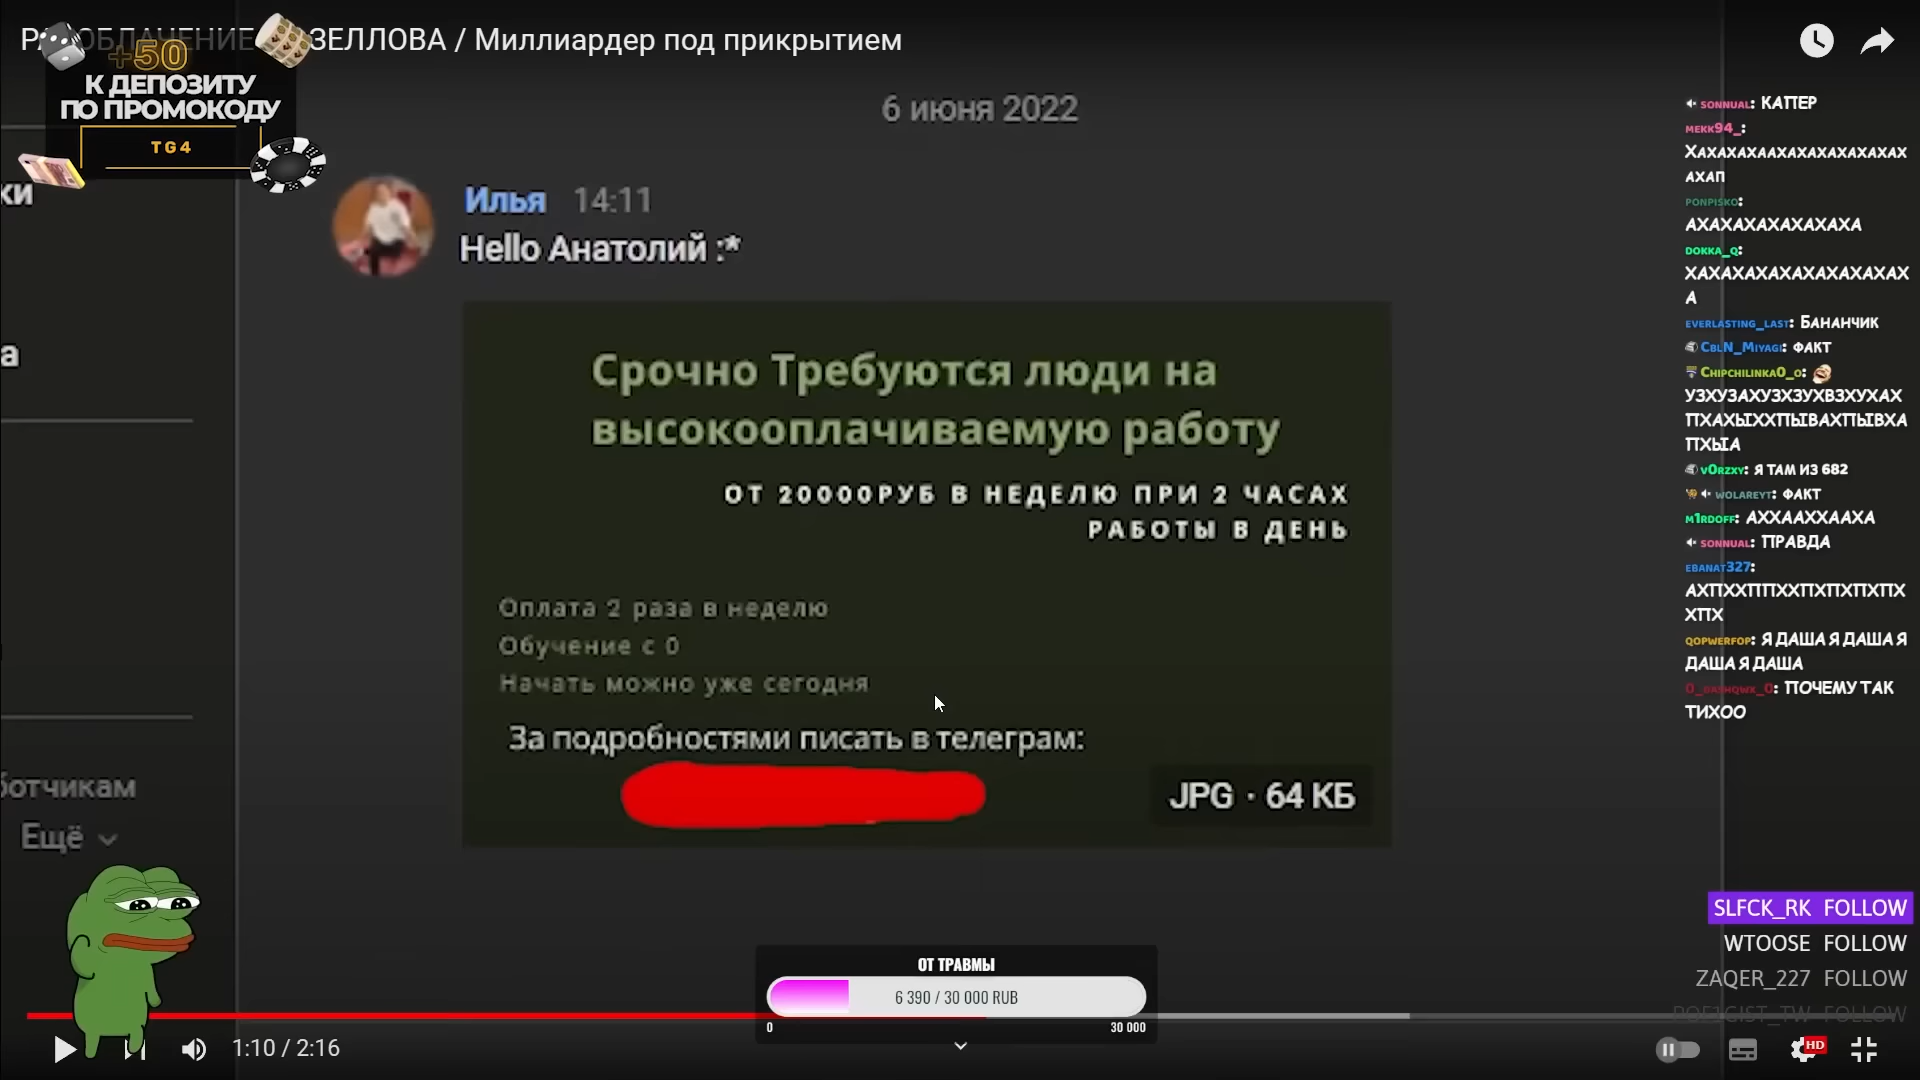 ЗЕЛЛОВА / Миллиардер под прикрытием
+50
К ДЕПОЗИТУ
ПО ПРОМОКОДУ
TG4
6 июня 2022
Илья 14:11
Hello Анатолий :*
Срочно Требуются люди на
высокооплачиваемую работу
ОТ 20000РУБ В НЕДЕЛЮ ПРИ 2 ЧАСАХ
РАБОТЫ В ДЕНЬ
Оплата 2 раза в неделю
Обучение с 0
Начать можно уже сегодня
За подробностями писать в телеграм:
JPG · 64 КБ
ки
а
ботчикам
Ещё
SONNUAL: КАППЕР
MEKK94_:
ХАХАХАХААХАХАХАХАХАХАХ
АХАП
PONPISKO:
АХАХАХАХАХАХАХА
DOKKA_Q:
ХАХАХАХАХАХАХАХАХАХАХ
А
EVERLASTING_LAST: БАНАНЧИК
CBLN_MIYAGI: ФАКТ
CHIPCHILINKA0_O:
УЗХУЗАХУЗХЗУХВЗХУХАХ
ПХАХЫХХПЫВАХПЫВХА
ПХЫА
V0RZXY: Я ТАМ ИЗ 682
WOLAREYT: ФАКТ
M1RDOFF: АХХААХХААХА
SONNUAL: ПРАВДА
EBANAT327:
АХПХХППХХПХПХПХПХ
ХПХ
QOPWERFOP: Я ДАША Я ДАША Я
ДАША Я ДАША
ПОЧЕМУ ТАК
ТИХОО
SLFCK_RK FOLLOW
WTOOSE FOLLOW
ZAQER_227 FOLLOW
FOLLOW
ОТ ТРАВМЫ
6 390 / 30 000 RUB
0 30 000
1:10 / 2:16
HD